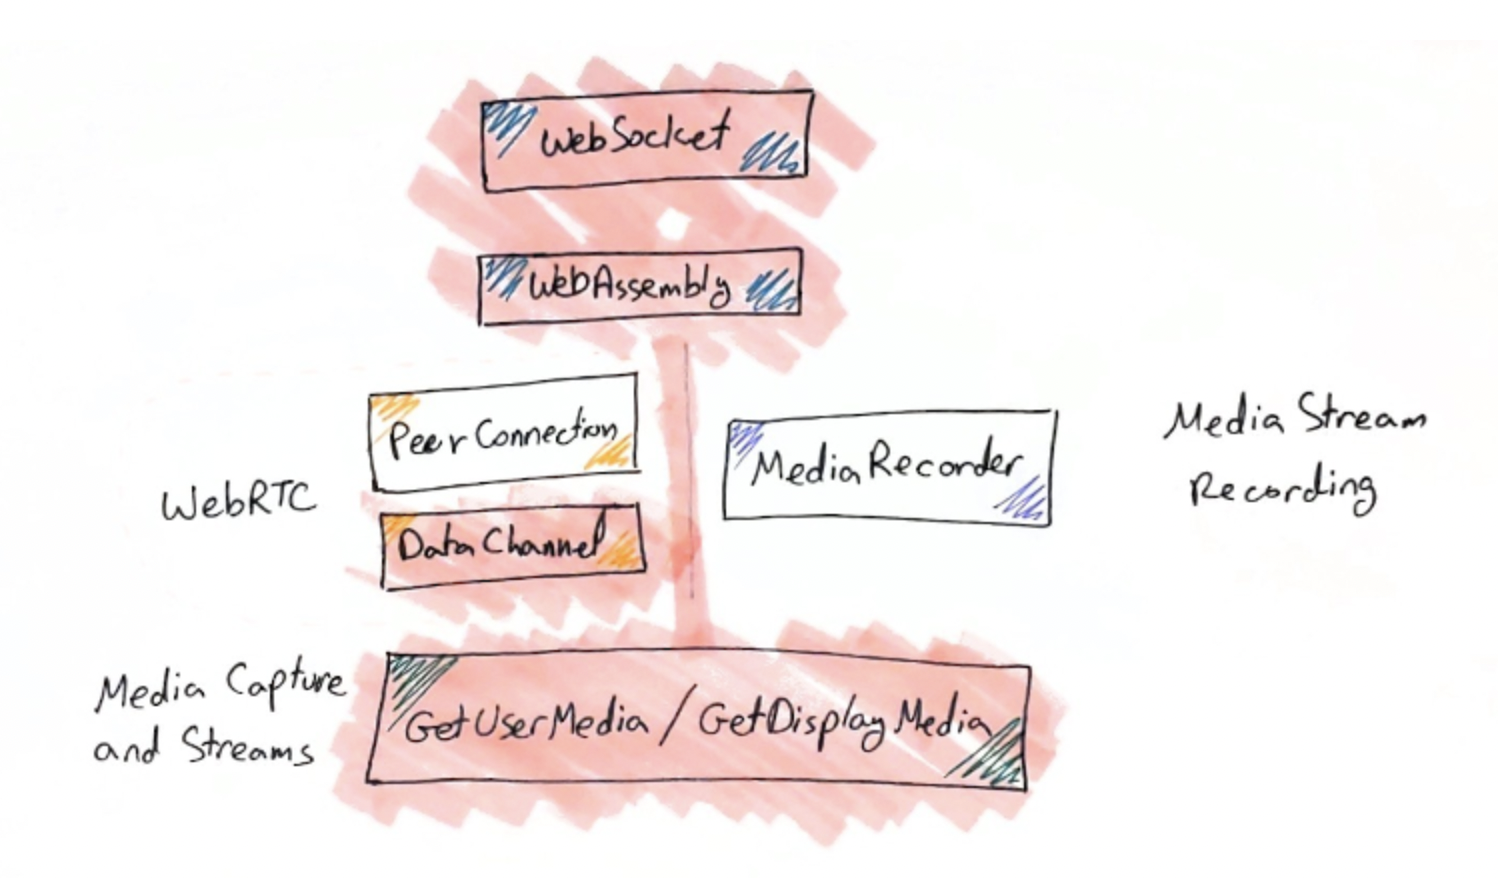 WebSocket
WebAssembly
Peer Connection
MediaRecorder
Media Stream
Recording
WebRTC
Data Channel
Media Capture
and Streams
GetUserMedia / GetDisplayMedia